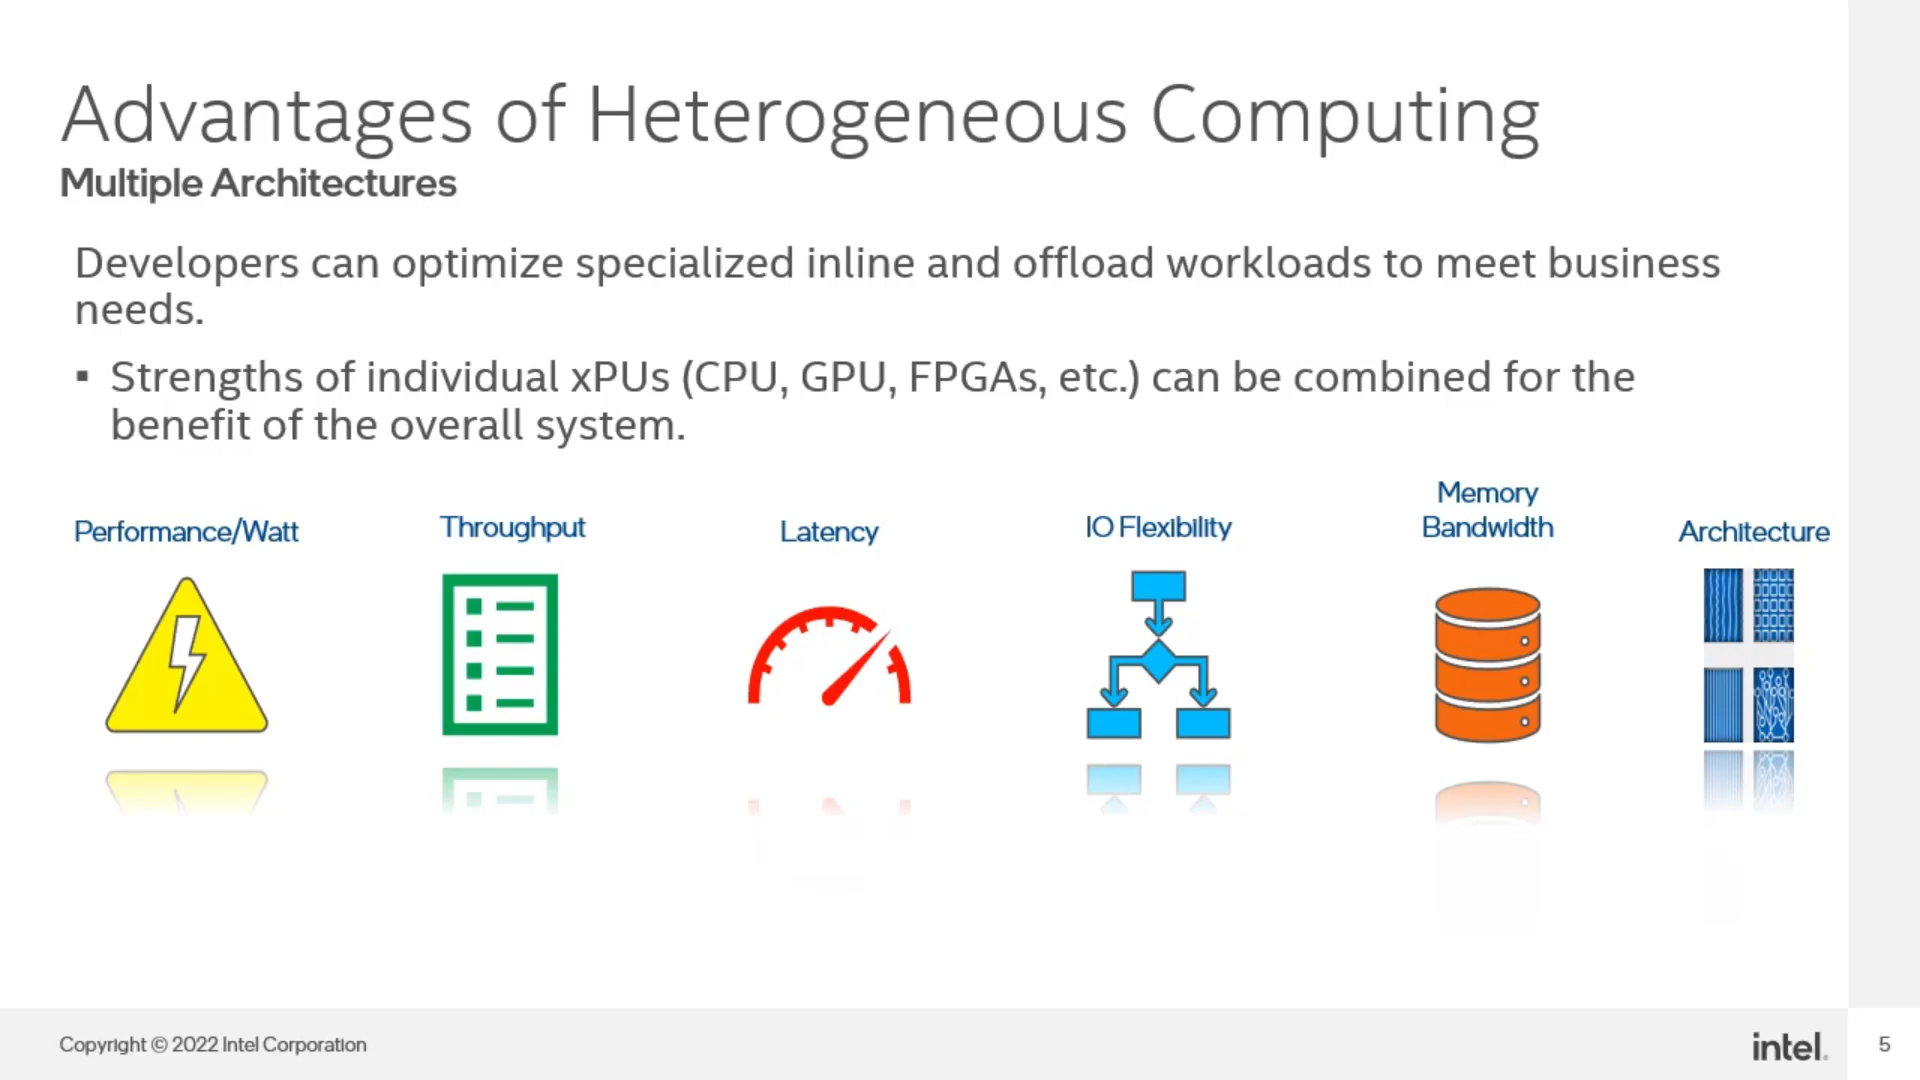 Advantages of Heterogeneous Computing
Multiple Architectures
Developers can optimize specialized inline and offload workloads to meet business
needs.
▪ Strengths of individual xPUs (CPU, GPU, FPGAs, etc.) can be combined for the
benefit of the overall system.
Performance/Watt
Throughput
Latency
IO Flexibility
Memory
Bandwidth
Architecture
Copyright © 2022 Intel Corporation
intel.
5